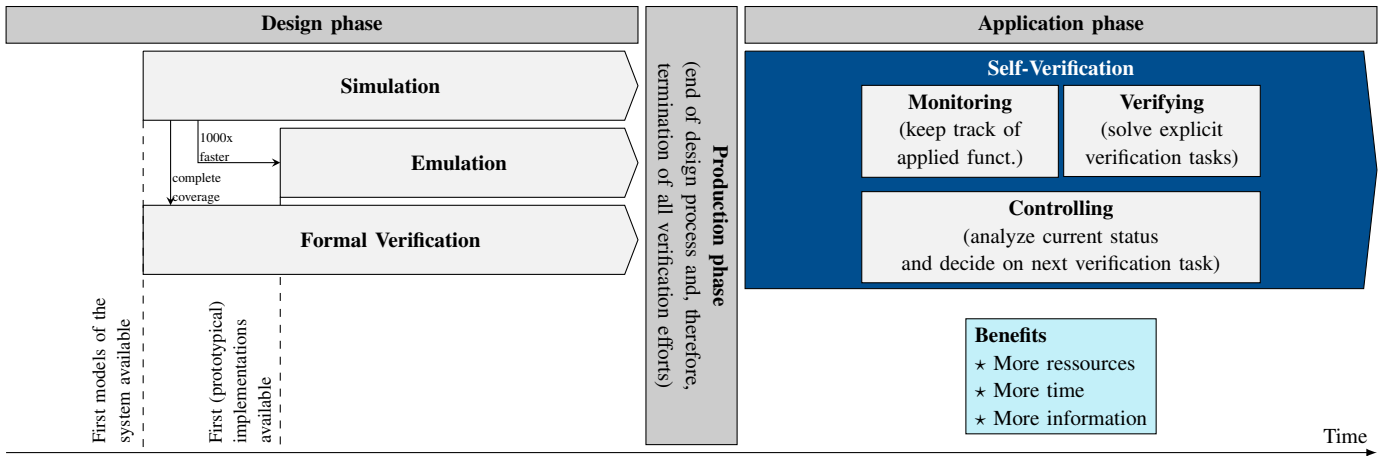 Design phase
Simulation
1000x
faster
Emulation
complete
coverage
Formal Verification
First models of the
system available
First (prototypical)
implementations
available
Production phase
(end of design process and, therefore,
termination of all verification efforts)
Application phase
Self-Verification
Monitoring
(keep track of
applied funct.)
Verifying
(solve explicit
verification tasks)
Controlling
(analyze current status
and decide on next verification task)
Benefits
⋆ More ressources
⋆ More time
⋆ More information
Time